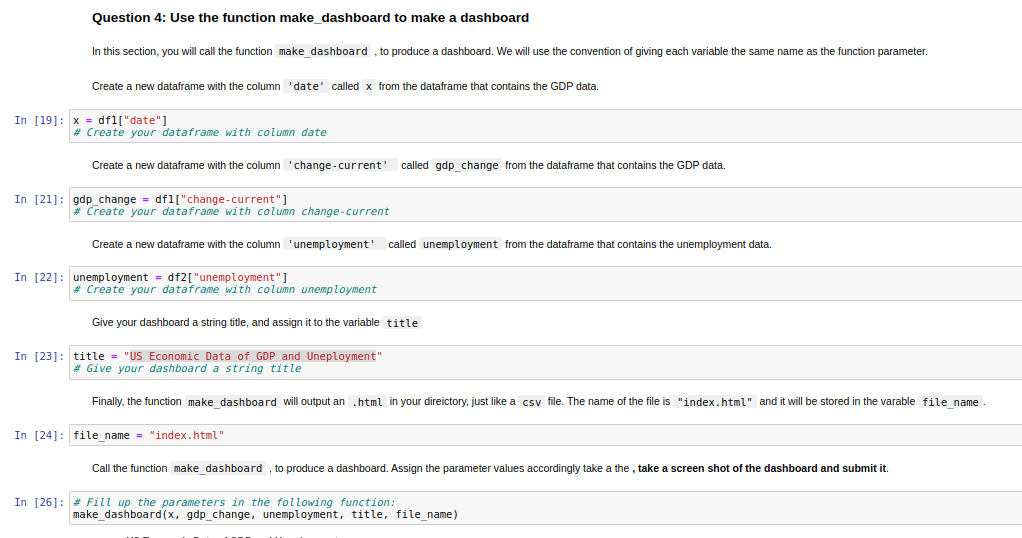 Question 4: Use the function make_dashboard to make a dashboard
In this section, you will call the function make_dashboard , to produce a dashboard. We will use the convention of giving each variable the same name as the function parameter.
Create a new dataframe with the column 'date' called x from the dataframe that contains the GDP data.
In [19]: x = df1["date"]
# Create your dataframe with column date
Create a new dataframe with the column 'change-current' called gdp_change from the dataframe that contains the GDP data.
In [21]: gdp_change = df1["change-current"]
# Create your dataframe with column change-current
Create a new dataframe with the column 'unemployment' called unemployment from the dataframe that contains the unemployment data.
In [22]: unemployment = df2["unemployment"]
# Create your dataframe with column unemployment
Give your dashboard a string title, and assign it to the variable title
In [23]: title = "US Economic Data of GDP and Uneployment"
# Give your dashboard a string title
Finally, the function make_dashboard will output an .html in your direictory, just like a csv file. The name of the file is "index.html" and it will be stored in the varable file_name .
In [24]: file_name = "index.html"
Call the function make_dashboard , to produce a dashboard. Assign the parameter values accordingly take a the , take a screen shot of the dashboard and submit it.
In [26]: # Fill up the parameters in the following function:
make_dashboard(x, gdp_change, unemployment, title, file_name)